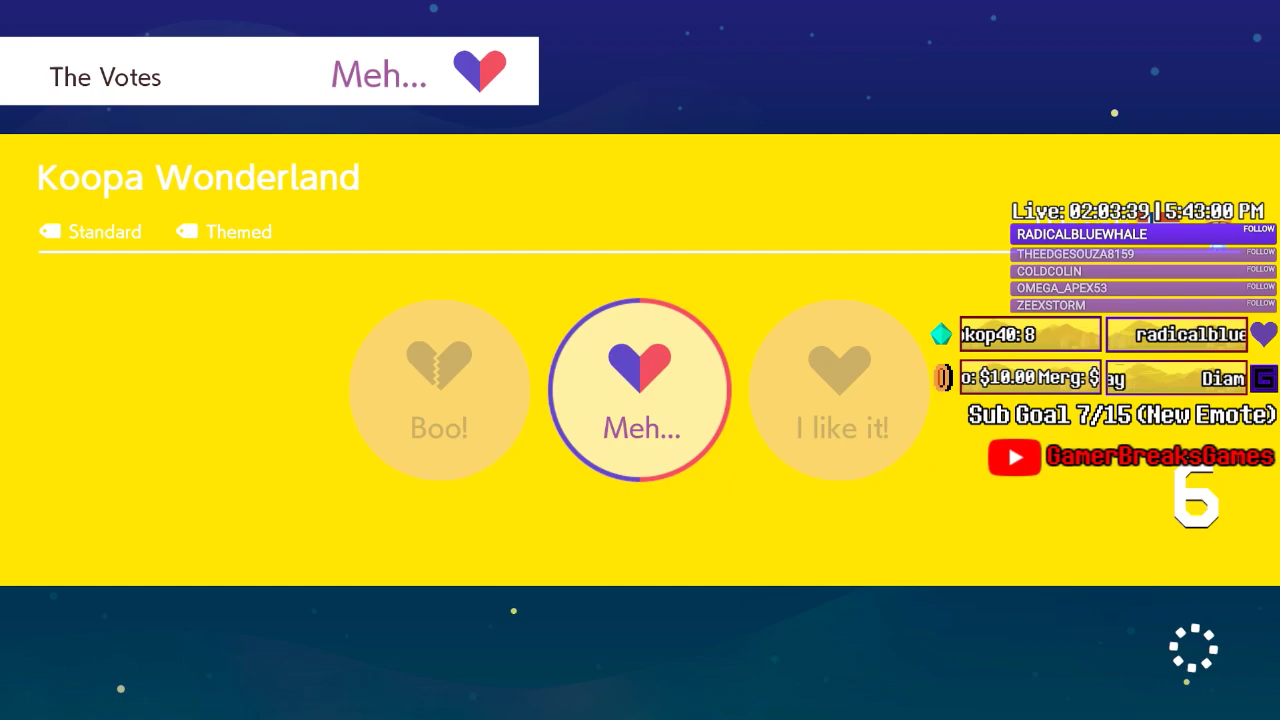 The Votes
Meh...
Koopa Wonderland
Standard
Themed
Live: 02:03:39 | 5:43:00 PM
RADICALBLUEWHALE FOLLOW
THEEDGESOUZA8159 FOLLOW
COLDCOLIN FOLLOW
OMEGA_APEX53 FOLLOW
ZEEXSTORM FOLLOW
kop40: 8
radicalblue
o: $10.00 Merg: $
ay Diam
Sub Goal 7/15 (New Emote)
GamerBreaksGames
6
Boo!
Meh...
I like it!